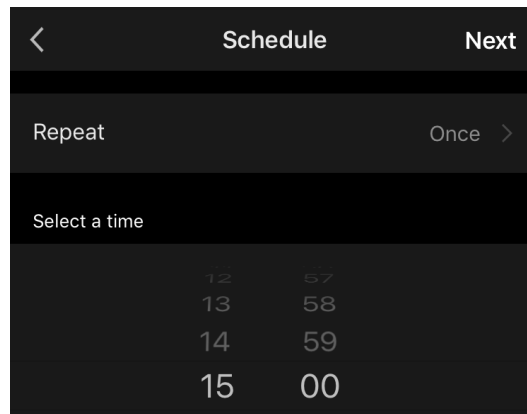 Schedule Next
Repeat Once
Select a time
12 57
13 58
14 59
15 00